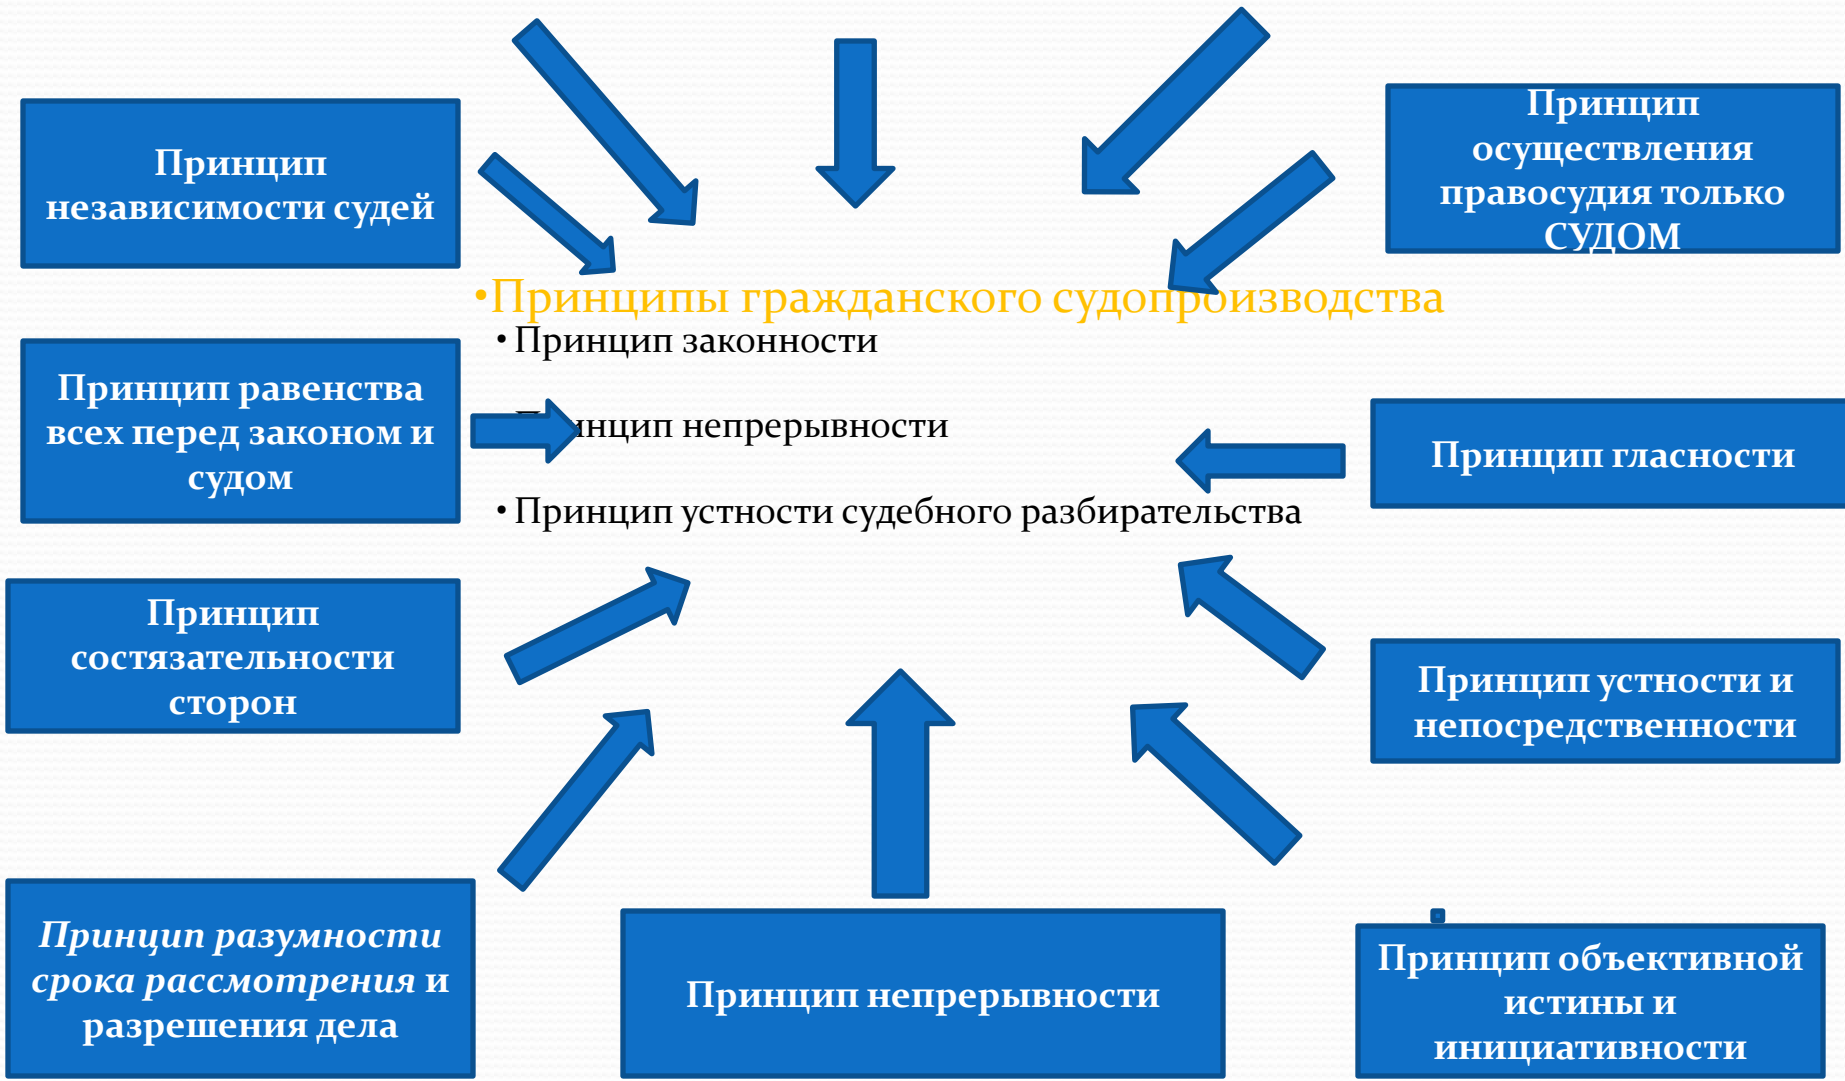 Принцип
независимости судей
Принцип
осуществления
правосудия только
СУДОМ
•Принципы гражданского судопроизводства
• Принцип законности
Принцип равенства
всех перед законом и
судом
Принцип непрерывности
Принцип гласности
• Принцип устности судебного разбирательства
Принцип
состязательности
сторон
Принцип устности и
непосредственности
Принцип разумности
срока рассмотрения и
разрешения дела
Принцип непрерывности
Принцип объективной
истины и
инициативности